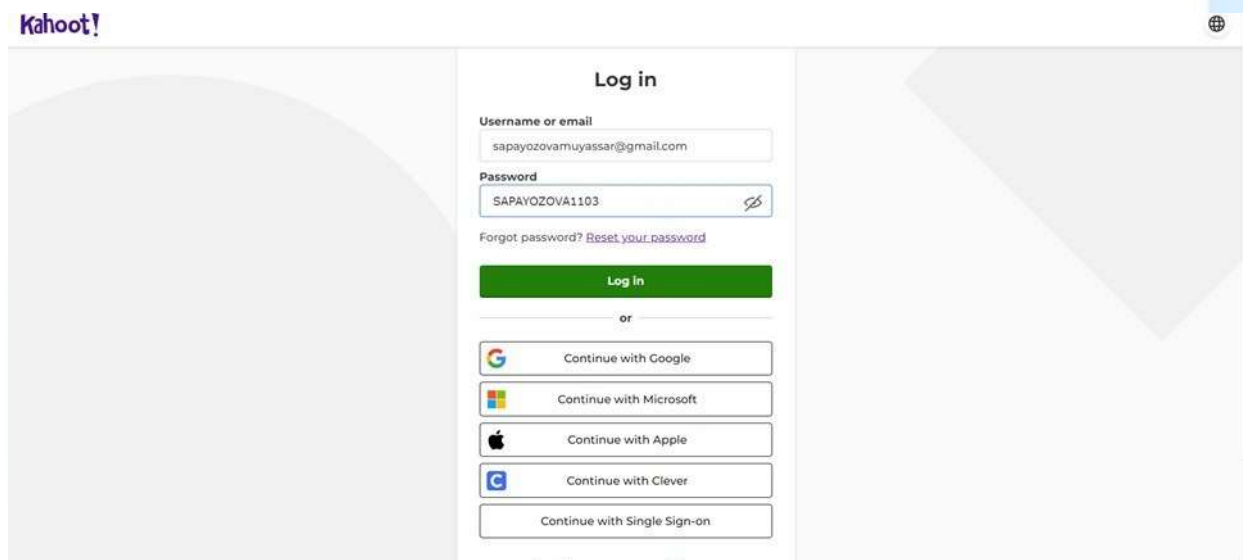 Kahoot!
Log in
Username or email
sapayozovamuyassar@gmail.com
Password
SAPAYOZOVA1103
Forgot password? Reset your password
Log in
or
Continue with Google
Continue with Microsoft
Continue with Apple
Continue with Clever
Continue with Single Sign-on